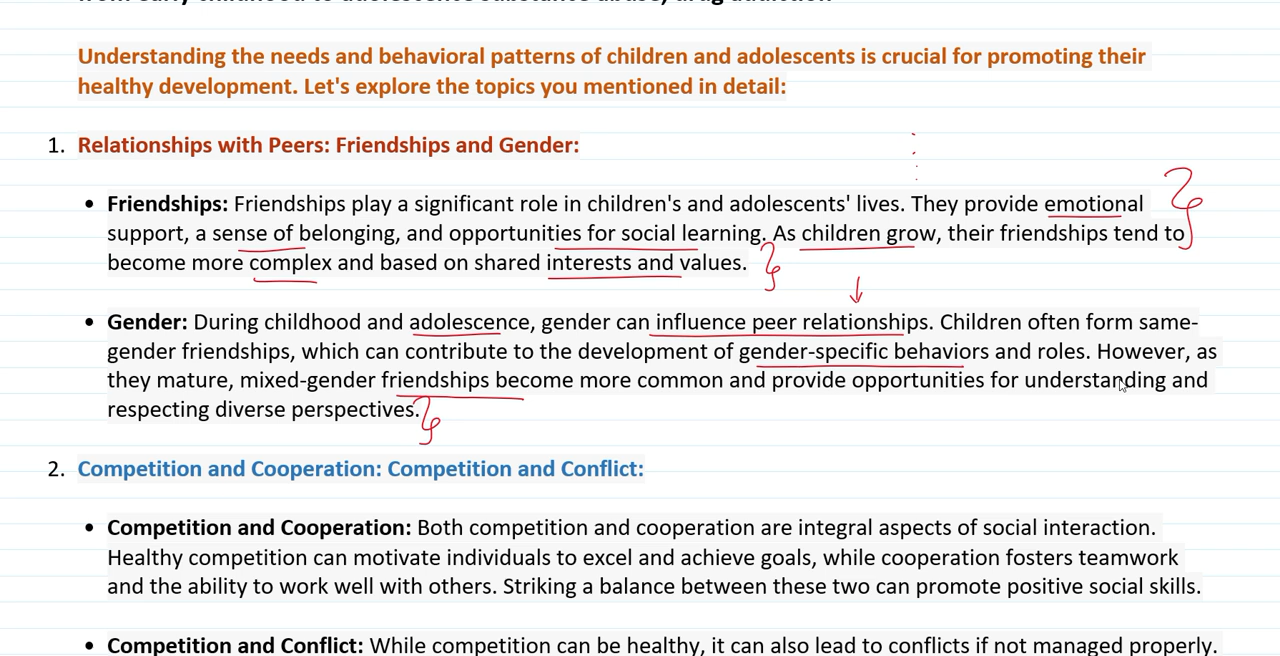 from early childhood to adolescence substance abuse, drug addiction
Understanding the needs and behavioral patterns of children and adolescents is crucial for promoting their
healthy development. Let's explore the topics you mentioned in detail:
1. Relationships with Peers: Friendships and Gender:
• Friendships: Friendships play a significant role in children's and adolescents' lives. They provide emotional
support, a sense of belonging, and opportunities for social learning. As children grow, their friendships tend to
become more complex and based on shared interests and values.
• Gender: During childhood and adolescence, gender can influence peer relationships. Children often form same-
gender friendships, which can contribute to the development of gender-specific behaviors and roles. However, as
they mature, mixed-gender friendships become more common and provide opportunities for understanding and
respecting diverse perspectives.
2. Competition and Cooperation: Competition and Conflict:
• Competition and Cooperation: Both competition and cooperation are integral aspects of social interaction.
Healthy competition can motivate individuals to excel and achieve goals, while cooperation fosters teamwork
and the ability to work well with others. Striking a balance between these two can promote positive social skills.
• Competition and Conflict: While competition can be healthy, it can also lead to conflicts if not managed properly.